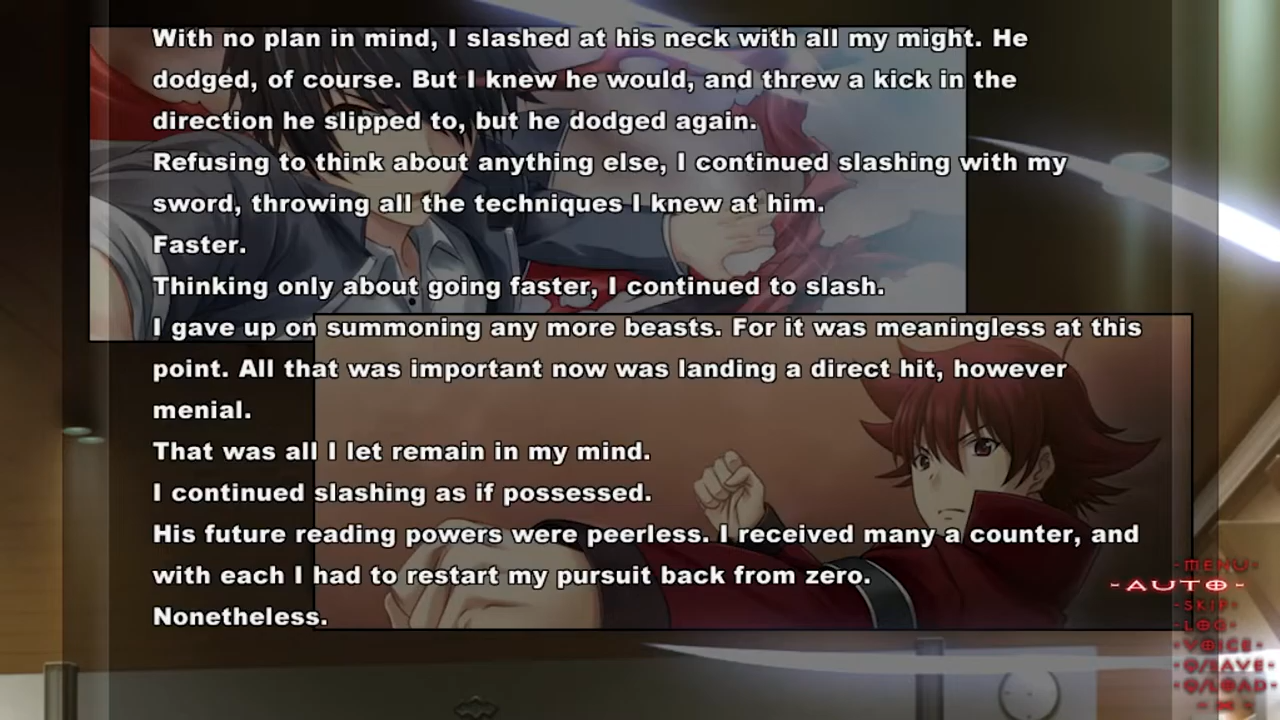 With no plan in mind, I slashed at his neck with all my might. He
dodged, of course. But I knew he would, and threw a kick in the
direction he slipped to, but he dodged again.
Refusing to think about anything else, I continued slashing with my
sword, throwing all the techniques I knew at him.
Faster.
Thinking only about going faster, I continued to slash.
I gave up on summoning any more beasts. For it was meaningless at this
point. All that was important now was landing a direct hit, however
menial.
That was all I let remain in my mind.
I continued slashing as if possessed.
His future reading powers were peerless. I received many a counter, and
with each I had to restart my pursuit back from zero.
Nonetheless.
-MENU-
-AUTO-
-SKIP-
-LOG-
-VOICE-
-Q/SAVE-
-Q/LOAD-